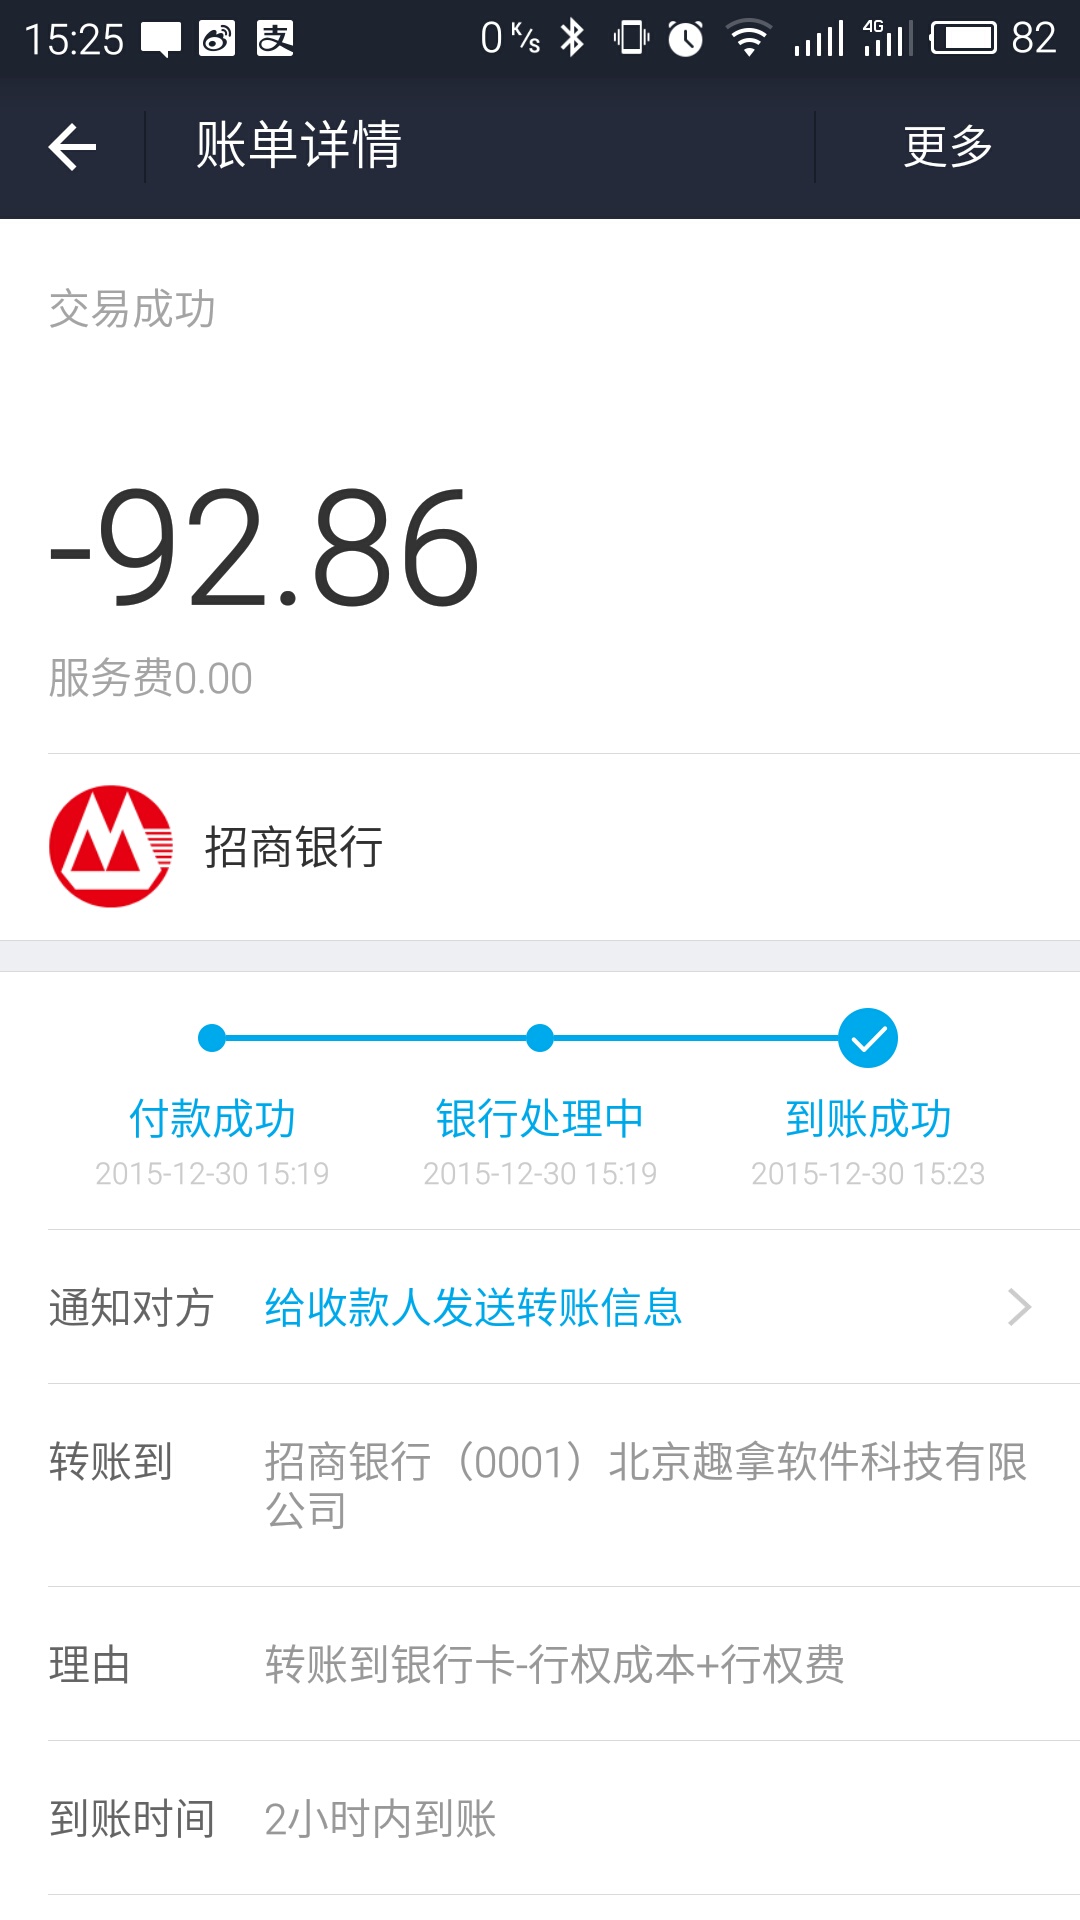 15:25 0 K/s 4G 82
账单详情 更多
交易成功
-92.86
服务费0.00
招商银行
付款成功 银行处理中 到账成功
2015-12-30 15:19 2015-12-30 15:19 2015-12-30 15:23
通知对方 给收款人发送转账信息
转账到 招商银行（0001）北京趣拿软件科技有限
公司
理由 转账到银行卡-行权成本+行权费
到账时间 2小时内到账